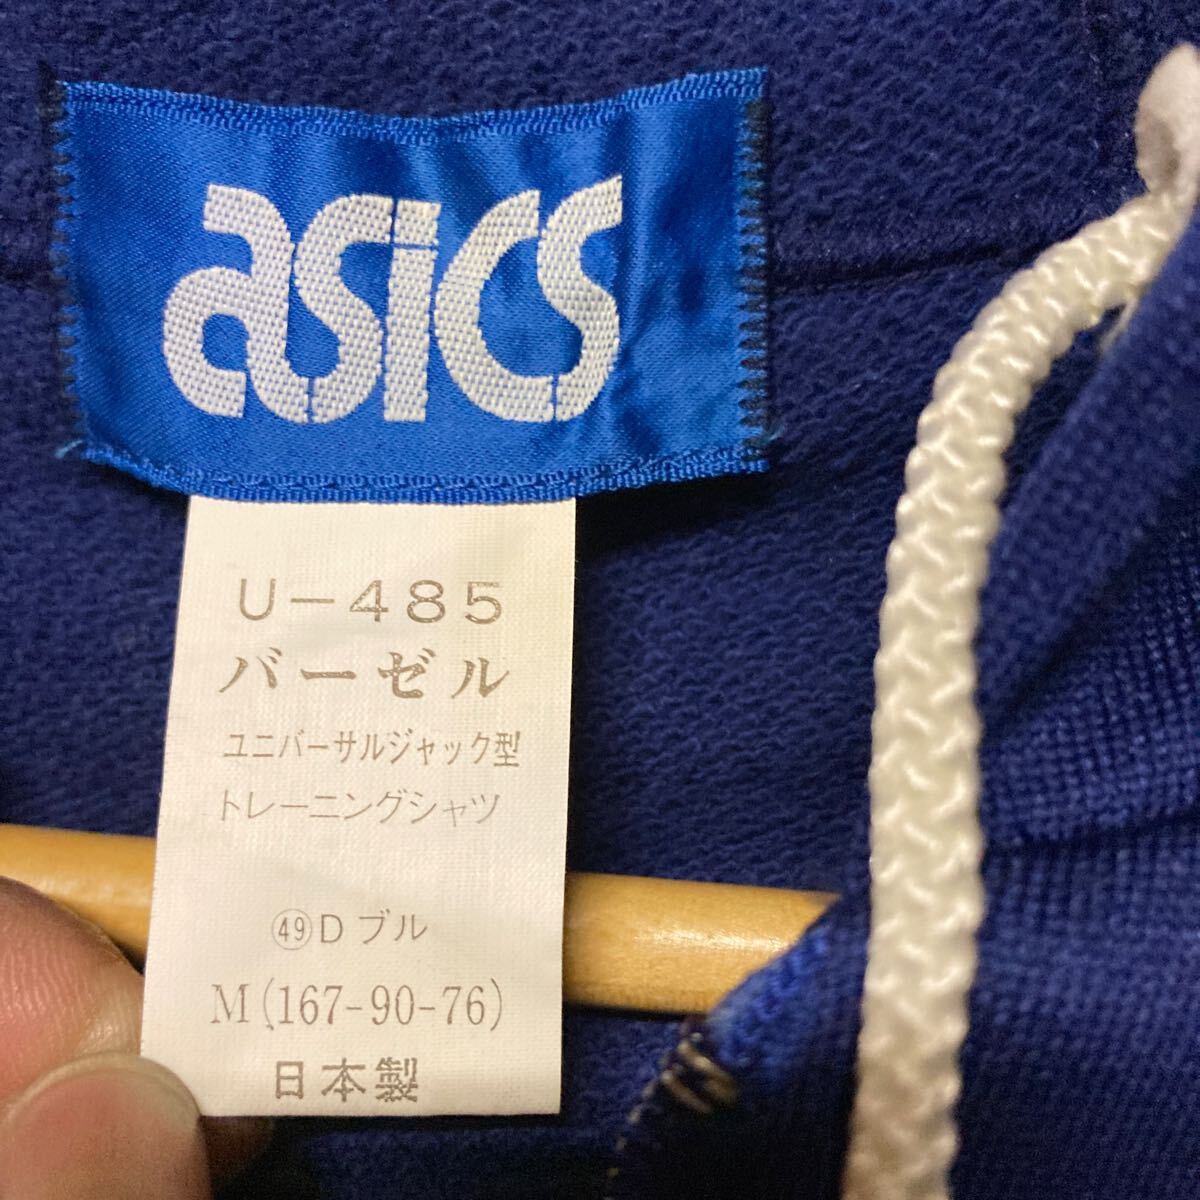 asics
U-485
バーゼル
ユニバーサルジャック型
トレーニングシャツ
㊾Dブル
M(167-90-76)
日本製